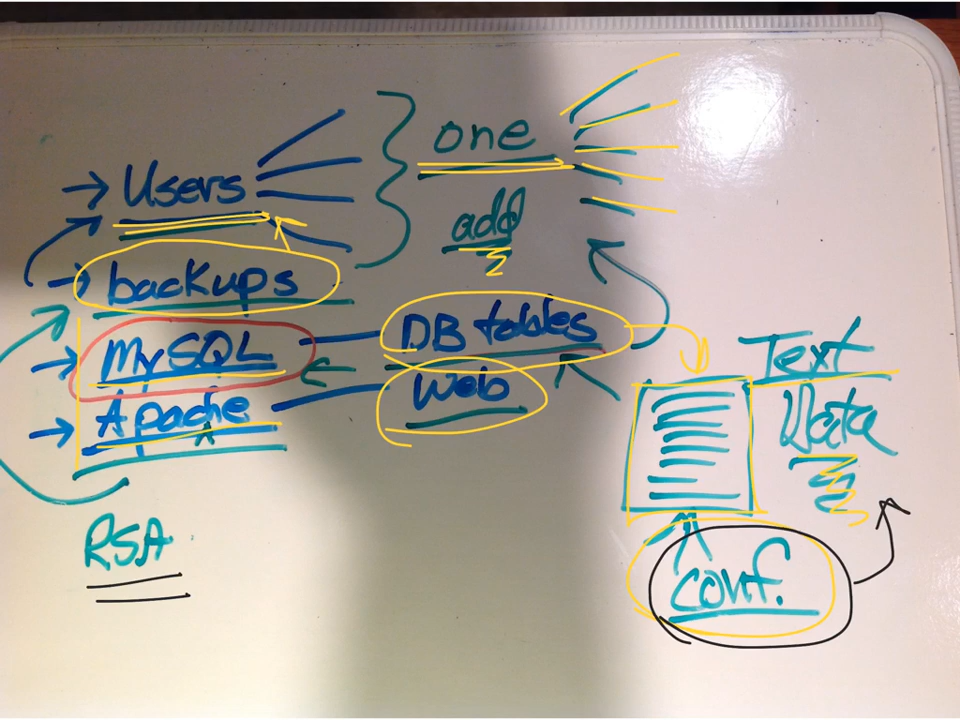 one
Users
add
backups
MySQL
DB tables
Apache
Web
Text
Data
RSA
conf.